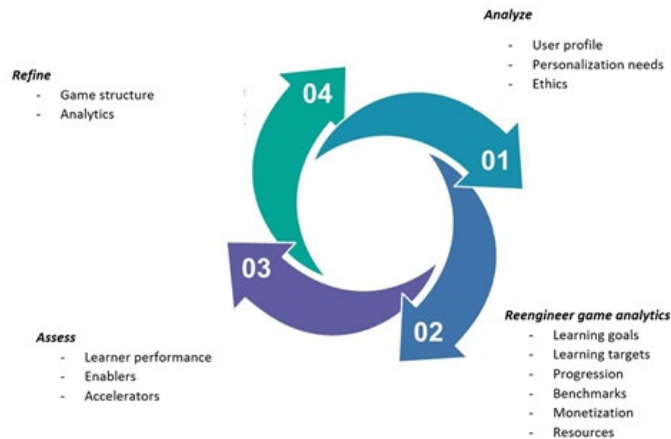 Analyze
- User profile
- Personalization needs
- Ethics
Refine
- Game structure
- Analytics
04
01
03
02
Assess
- Learner performance
- Enablers
- Accelerators
Reengineer game analytics
- Learning goals
- Learning targets
- Progression
- Benchmarks
- Monetization
- Resources